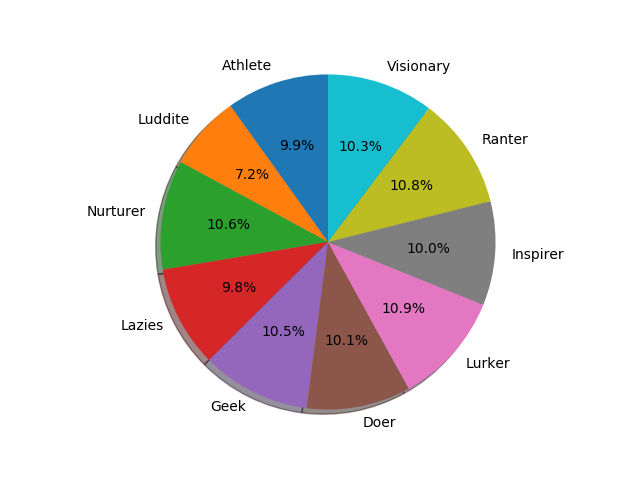 Athlete
Visionary
Luddite
Ranter
9.9%
10.3%
7.2%
10.8%
Nurturer
10.6%
10.0%
Inspirer
Lazies
9.8%
10.9%
Lurker
10.5%
10.1%
Geek
Doer